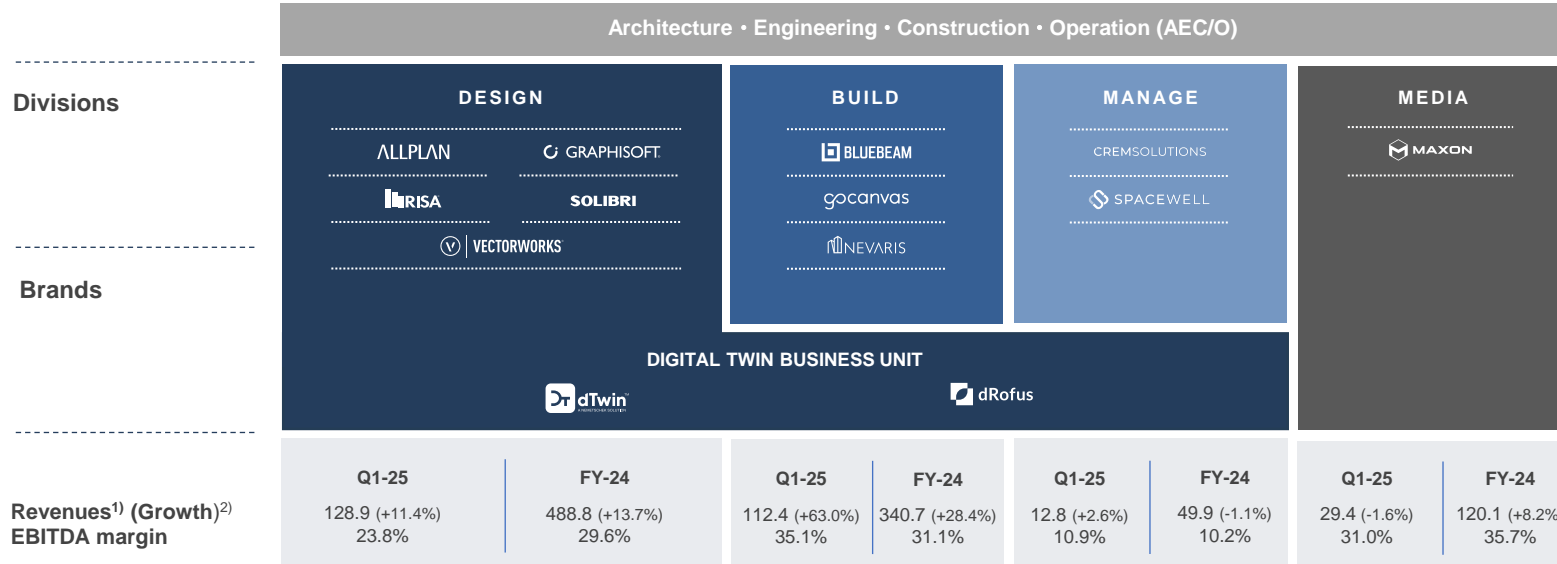 Architecture • Engineering • Construction • Operation (AEC/O)
Divisions
Brands
DESIGN
ALLPLAN
GRAPHISOFT.
RISA
SOLIBRI
VECTORWORKS
BUILD
BLUEBEAM
gocanvas
NEVARIS
MANAGE
CREMSOLUTIONS
SPACEWELL
MEDIA
MAXON
DIGITAL TWIN BUSINESS UNIT
dTwin™
A NEMETSCHEK SOLUTION
dRofus
Revenues¹⁾ (Growth)²⁾
EBITDA margin
Q1-25
128.9 (+11.4%)
23.8%
FY-24
488.8 (+13.7%)
29.6%
Q1-25
112.4 (+63.0%)
35.1%
FY-24
340.7 (+28.4%)
31.1%
Q1-25
12.8 (+2.6%)
10.9%
FY-24
49.9 (-1.1%)
10.2%
Q1-25
29.4 (-1.6%)
31.0%
FY-24
120.1 (+8.2%
35.7%